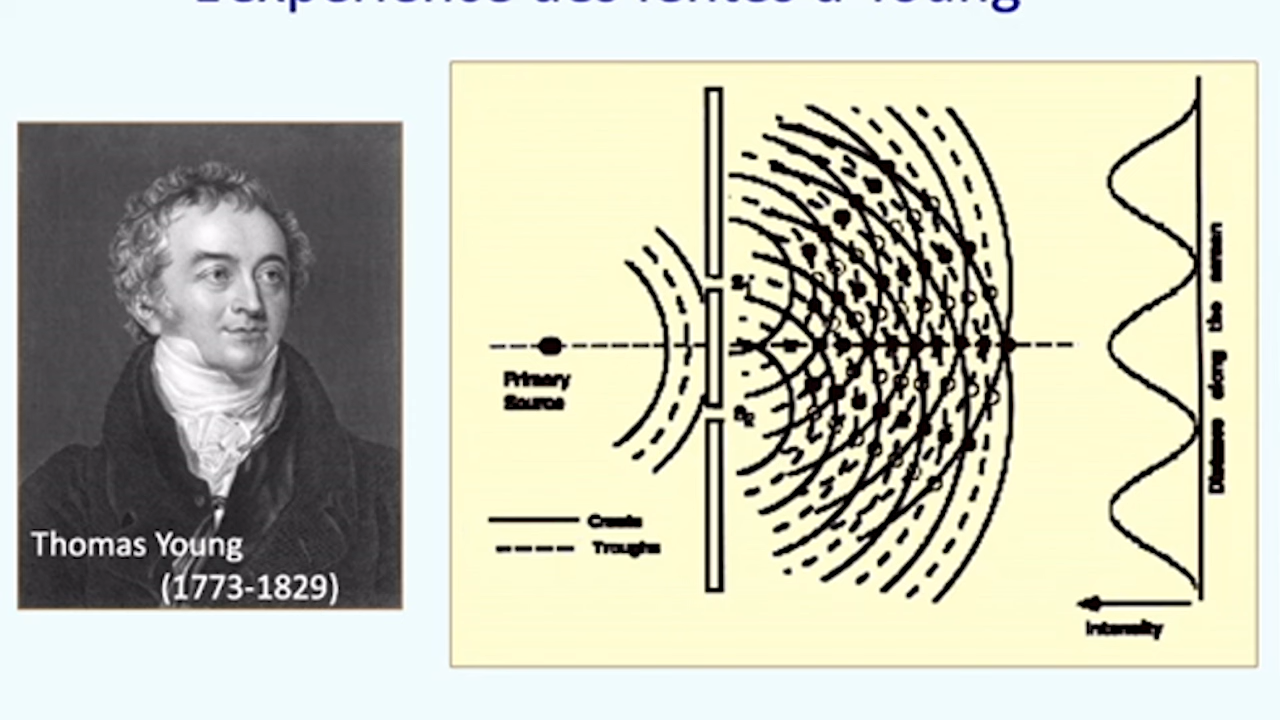 L'expérience des fentes d'Young
Thomas Young
(1773-1829)
Primary
Source
S1
S2
Crests
Troughs
Distance along the screen
Intensity